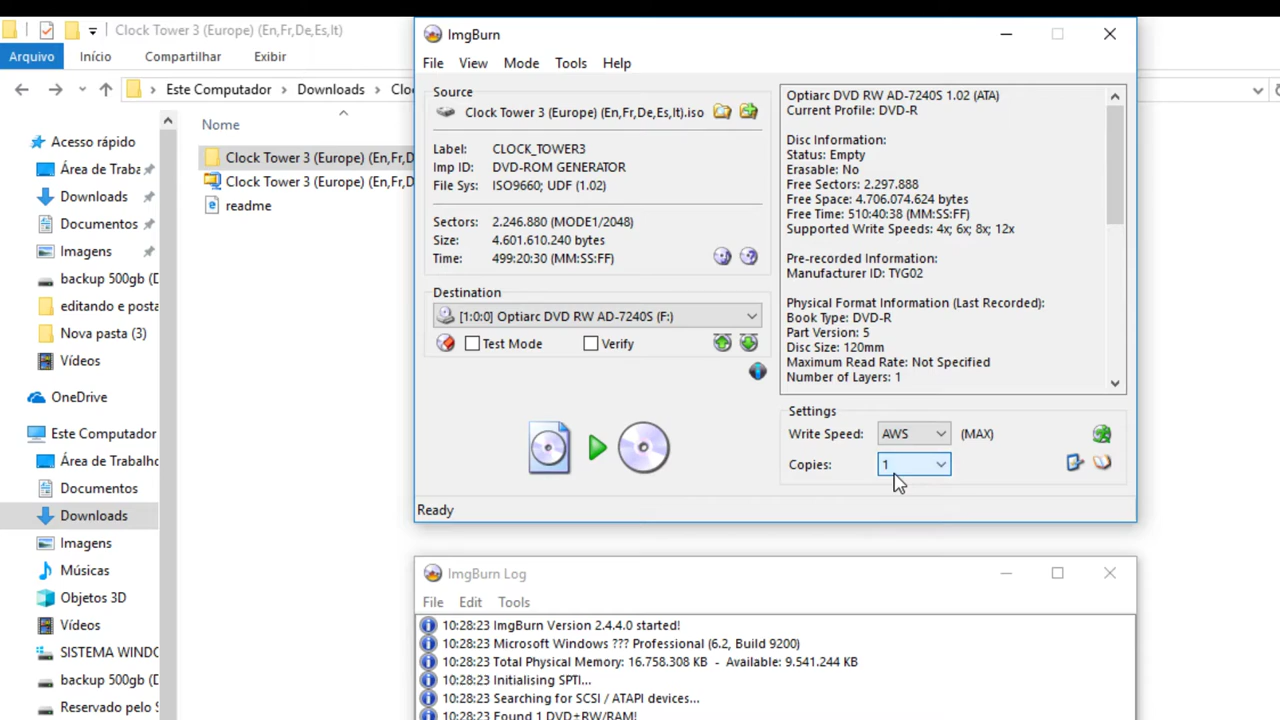 Clock Tower 3 (Europe) (En,Fr,De,Es,It)
Arquivo
Início
Compartilhar
Exibir
Este Computador
Downloads
Nome
Acesso rápido
Área de Traba
Downloads
Documentos
Imagens
backup 500gb (D
editando e posta
Nova pasta (3)
Vídeos
OneDrive
Este Computador
Área de Trabalho
Documentos
Downloads
Imagens
Músicas
Objetos 3D
Vídeos
SISTEMA WINDO
backup 500gb (D
Reservado pelo S
Clock Tower 3 (Europe) (En,Fr,D
Clock Tower 3 (Europe) (En,Fr,D
readme
ImgBurn
File View Mode Tools Help
Source
Clock Tower 3 (Europe) (En,Fr,De,Es,It).iso
Label: CLOCK_TOWER3
Imp ID: DVD-ROM GENERATOR
File Sys: ISO9660; UDF (1.02)
Sectors: 2.246.880 (MODE1/2048)
Size: 4.601.610.240 bytes
Time: 499:20:30 (MM:SS:FF)
Destination
[1:0:0] Optiarc DVD RW AD-7240S (F:)
Test Mode Verify
Optiarc DVD RW AD-7240S 1.02 (ATA)
Current Profile: DVD-R
Disc Information:
Status: Empty
Erasable: No
Free Sectors: 2.297.888
Free Space: 4.706.074.624 bytes
Free Time: 510:40:38 (MM:SS:FF)
Supported Write Speeds: 4x; 6x; 8x; 12x
Pre-recorded Information:
Manufacturer ID: TYG02
Physical Format Information (Last Recorded):
Book Type: DVD-R
Part Version: 5
Disc Size: 120mm
Maximum Read Rate: Not Specified
Number of Layers: 1
Settings
Write Speed: AWS (MAX)
Copies: 1
Ready
ImgBurn Log
File Edit Tools
10:28:23 ImgBurn Version 2.4.4.0 started!
10:28:23 Microsoft Windows ??? Professional (6.2, Build 9200)
10:28:23 Total Physical Memory: 16.758.308 KB - Available: 9.541.244 KB
10:28:23 Initialising SPTI...
10:28:23 Searching for SCSI / ATAPI devices...
10:28:23 Found 1 DVD±RW/RAM!